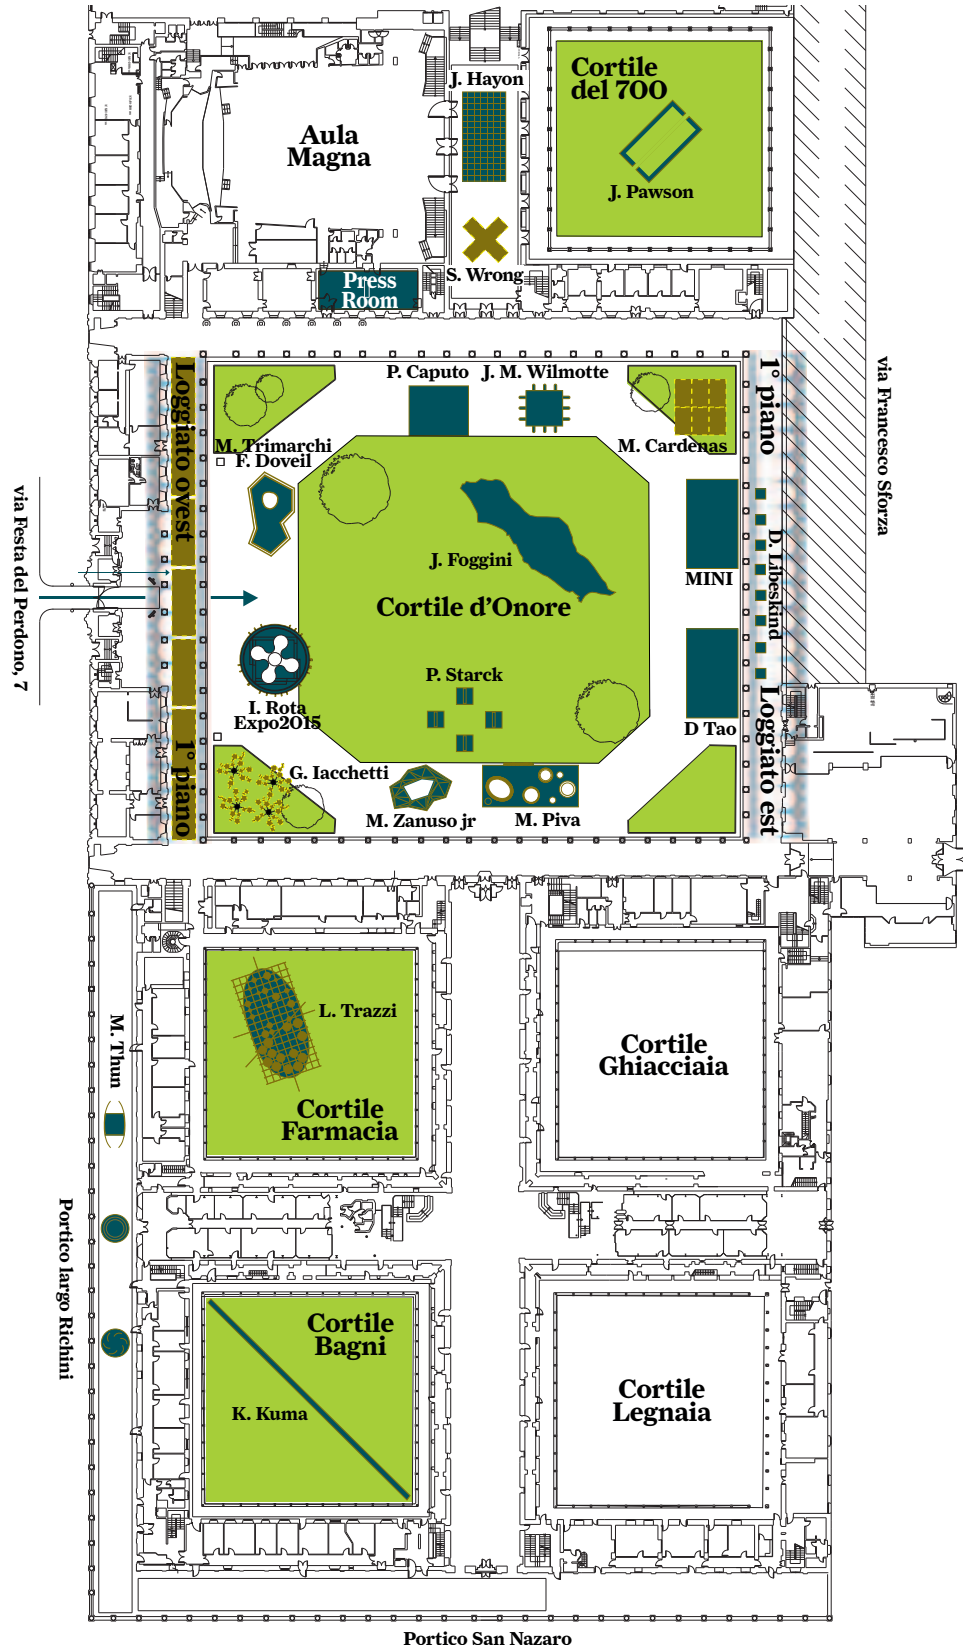 J. Hayon
Cortile
del 700
Aula
Magna
J. Pawson
S. Wrong
Press
Room
via Francesco Sforza
Loggiato ovest
1° piano
P. Caputo
J. M. Wilmotte
M. Trimarchi
F. Doveil
M. Cardenas
1° piano
D. Libeskind
Loggiato est
via Festa del Perdono, 7
J. Foggini
MINI
Cortile d'Onore
P. Starck
I. Rota
Expo2015
D Tao
G. Iacchetti
M. Zanuso jr
M. Piva
L. Trazzi
Cortile
Farmacia
Cortile
Ghiacciaia
M. Thun
Portico largo Richini
Cortile
Bagni
K. Kuma
Cortile
Legnaia
Portico San Nazaro